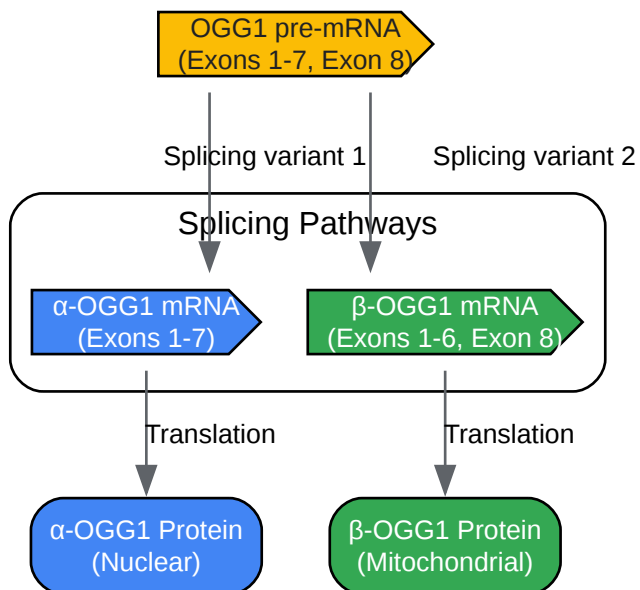 OGG1 pre-mRNA
(Exons 1-7, Exon 8)
Splicing variant 1
Splicing variant 2
Splicing Pathways
α-OGG1 mRNA
(Exons 1-7)
β-OGG1 mRNA
(Exons 1-6, Exon 8)
Translation
Translation
α-OGG1 Protein
(Nuclear)
β-OGG1 Protein
(Mitochondrial)